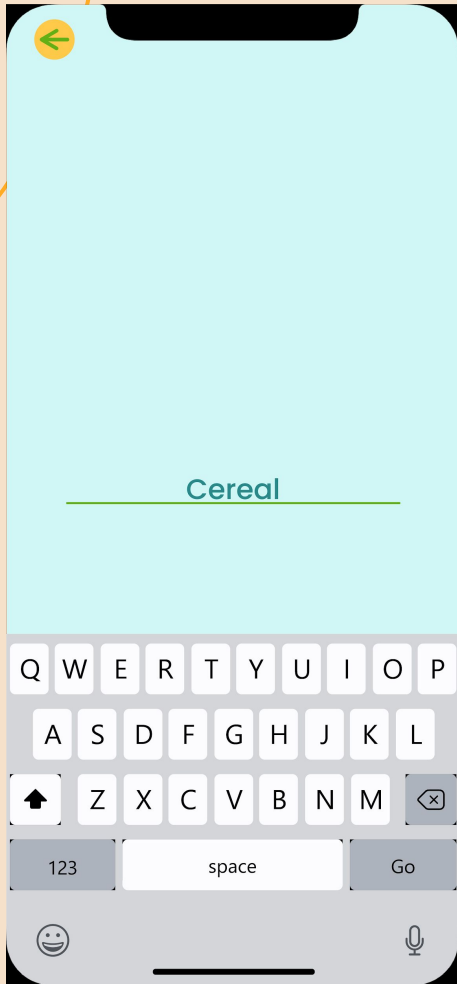 Cereal
Q W E R T Y U I O P
A S D F G H J K L
Z X C V B N M
123 space Go